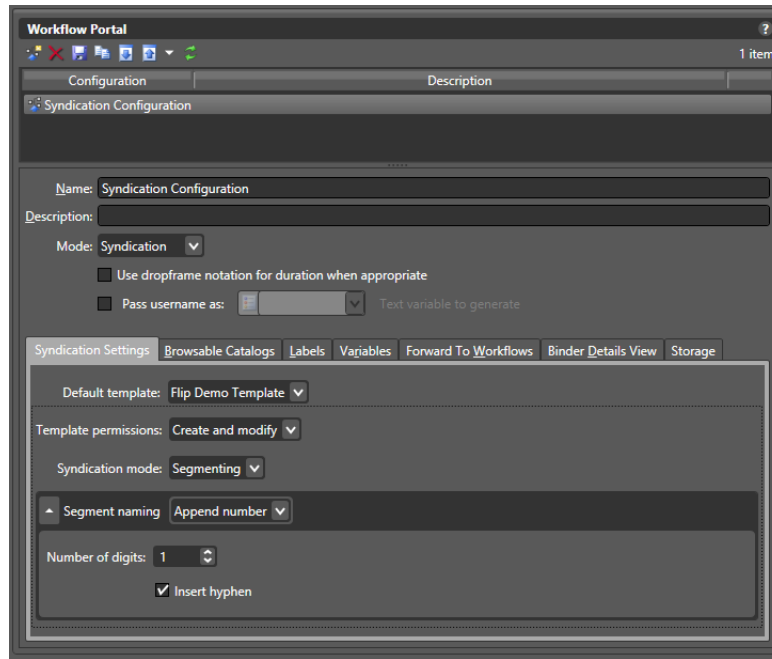 Workflow Portal ?
1 item
Configuration Description
Syndication Configuration
Name: Syndication Configuration
Description:
Mode: Syndication
Use dropframe notation for duration when appropriate
Pass username as: Text variable to generate
Syndication Settings Browsable Catalogs Labels Variables Forward To Workflows Binder Details View Storage
Default template: Flip Demo Template
Template permissions: Create and modify
Syndication mode: Segmenting
Segment naming Append number
Number of digits: 1
Insert hyphen